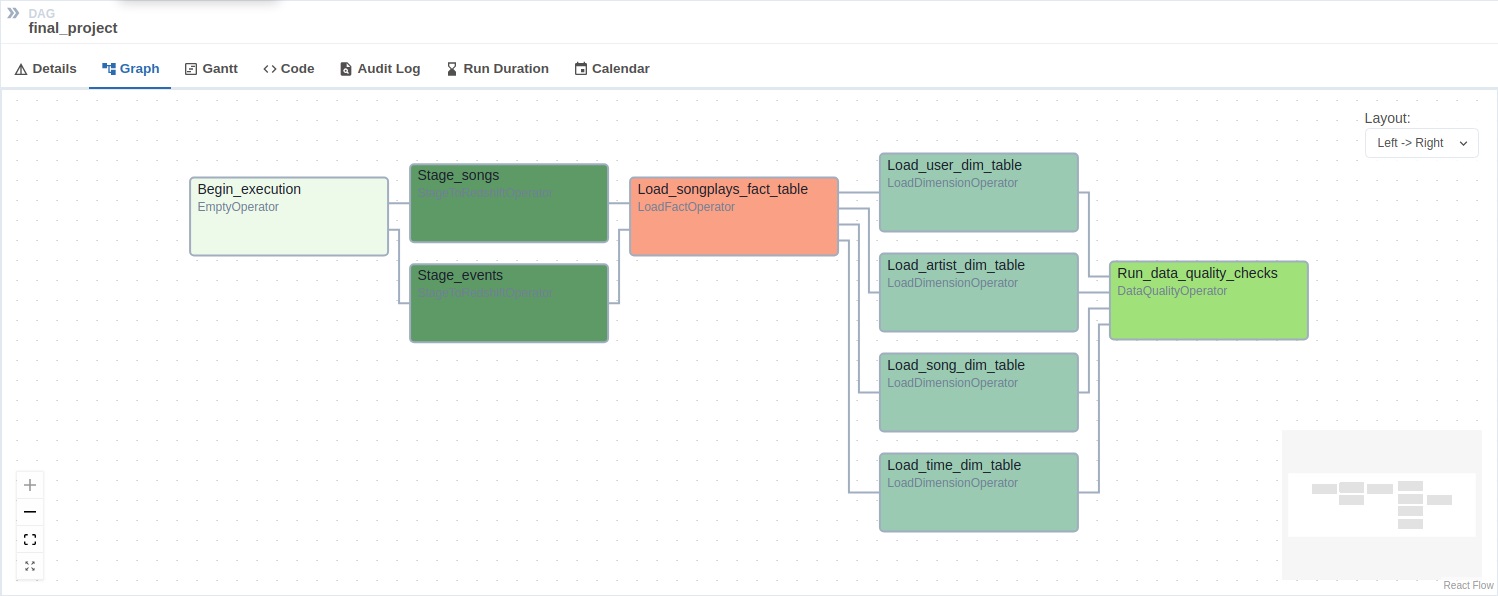 DAG
final_project
Details
Graph
Gantt
Code
Audit Log
Run Duration
Calendar
Layout:
Left -> Right
Begin_execution
EmptyOperator
Stage_songs
StageToRedshiftOperator
Stage_events
StageToRedshiftOperator
Load_songplays_fact_table
LoadFactOperator
Load_user_dim_table
LoadDimensionOperator
Load_artist_dim_table
LoadDimensionOperator
Load_song_dim_table
LoadDimensionOperator
Load_time_dim_table
LoadDimensionOperator
Run_data_quality_checks
DataQualityOperator
React Flow